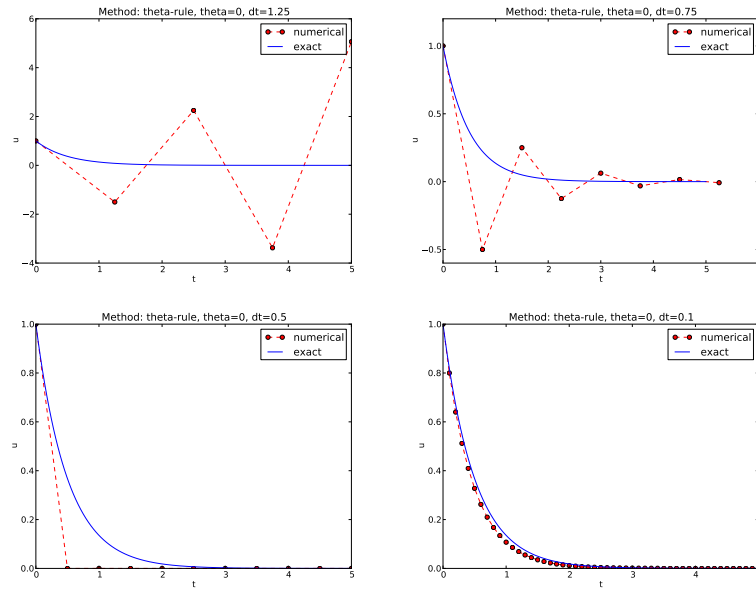 Method: theta-rule, theta=0, dt=1.25
numerical
exact
6
4
2
0
−2
−4
u
0
1
2
3
4
5
t
Method: theta-rule, theta=0, dt=0.75
numerical
exact
1.0
0.5
0.0
−0.5
u
0
1
2
3
4
5
t
Method: theta-rule, theta=0, dt=0.5
numerical
exact
1.0
0.8
0.6
0.4
0.2
0.0
u
0
1
2
3
4
5
t
Method: theta-rule, theta=0, dt=0.1
numerical
exact
1.0
0.8
0.6
0.4
0.2
0.0
u
0
1
2
3
4
t